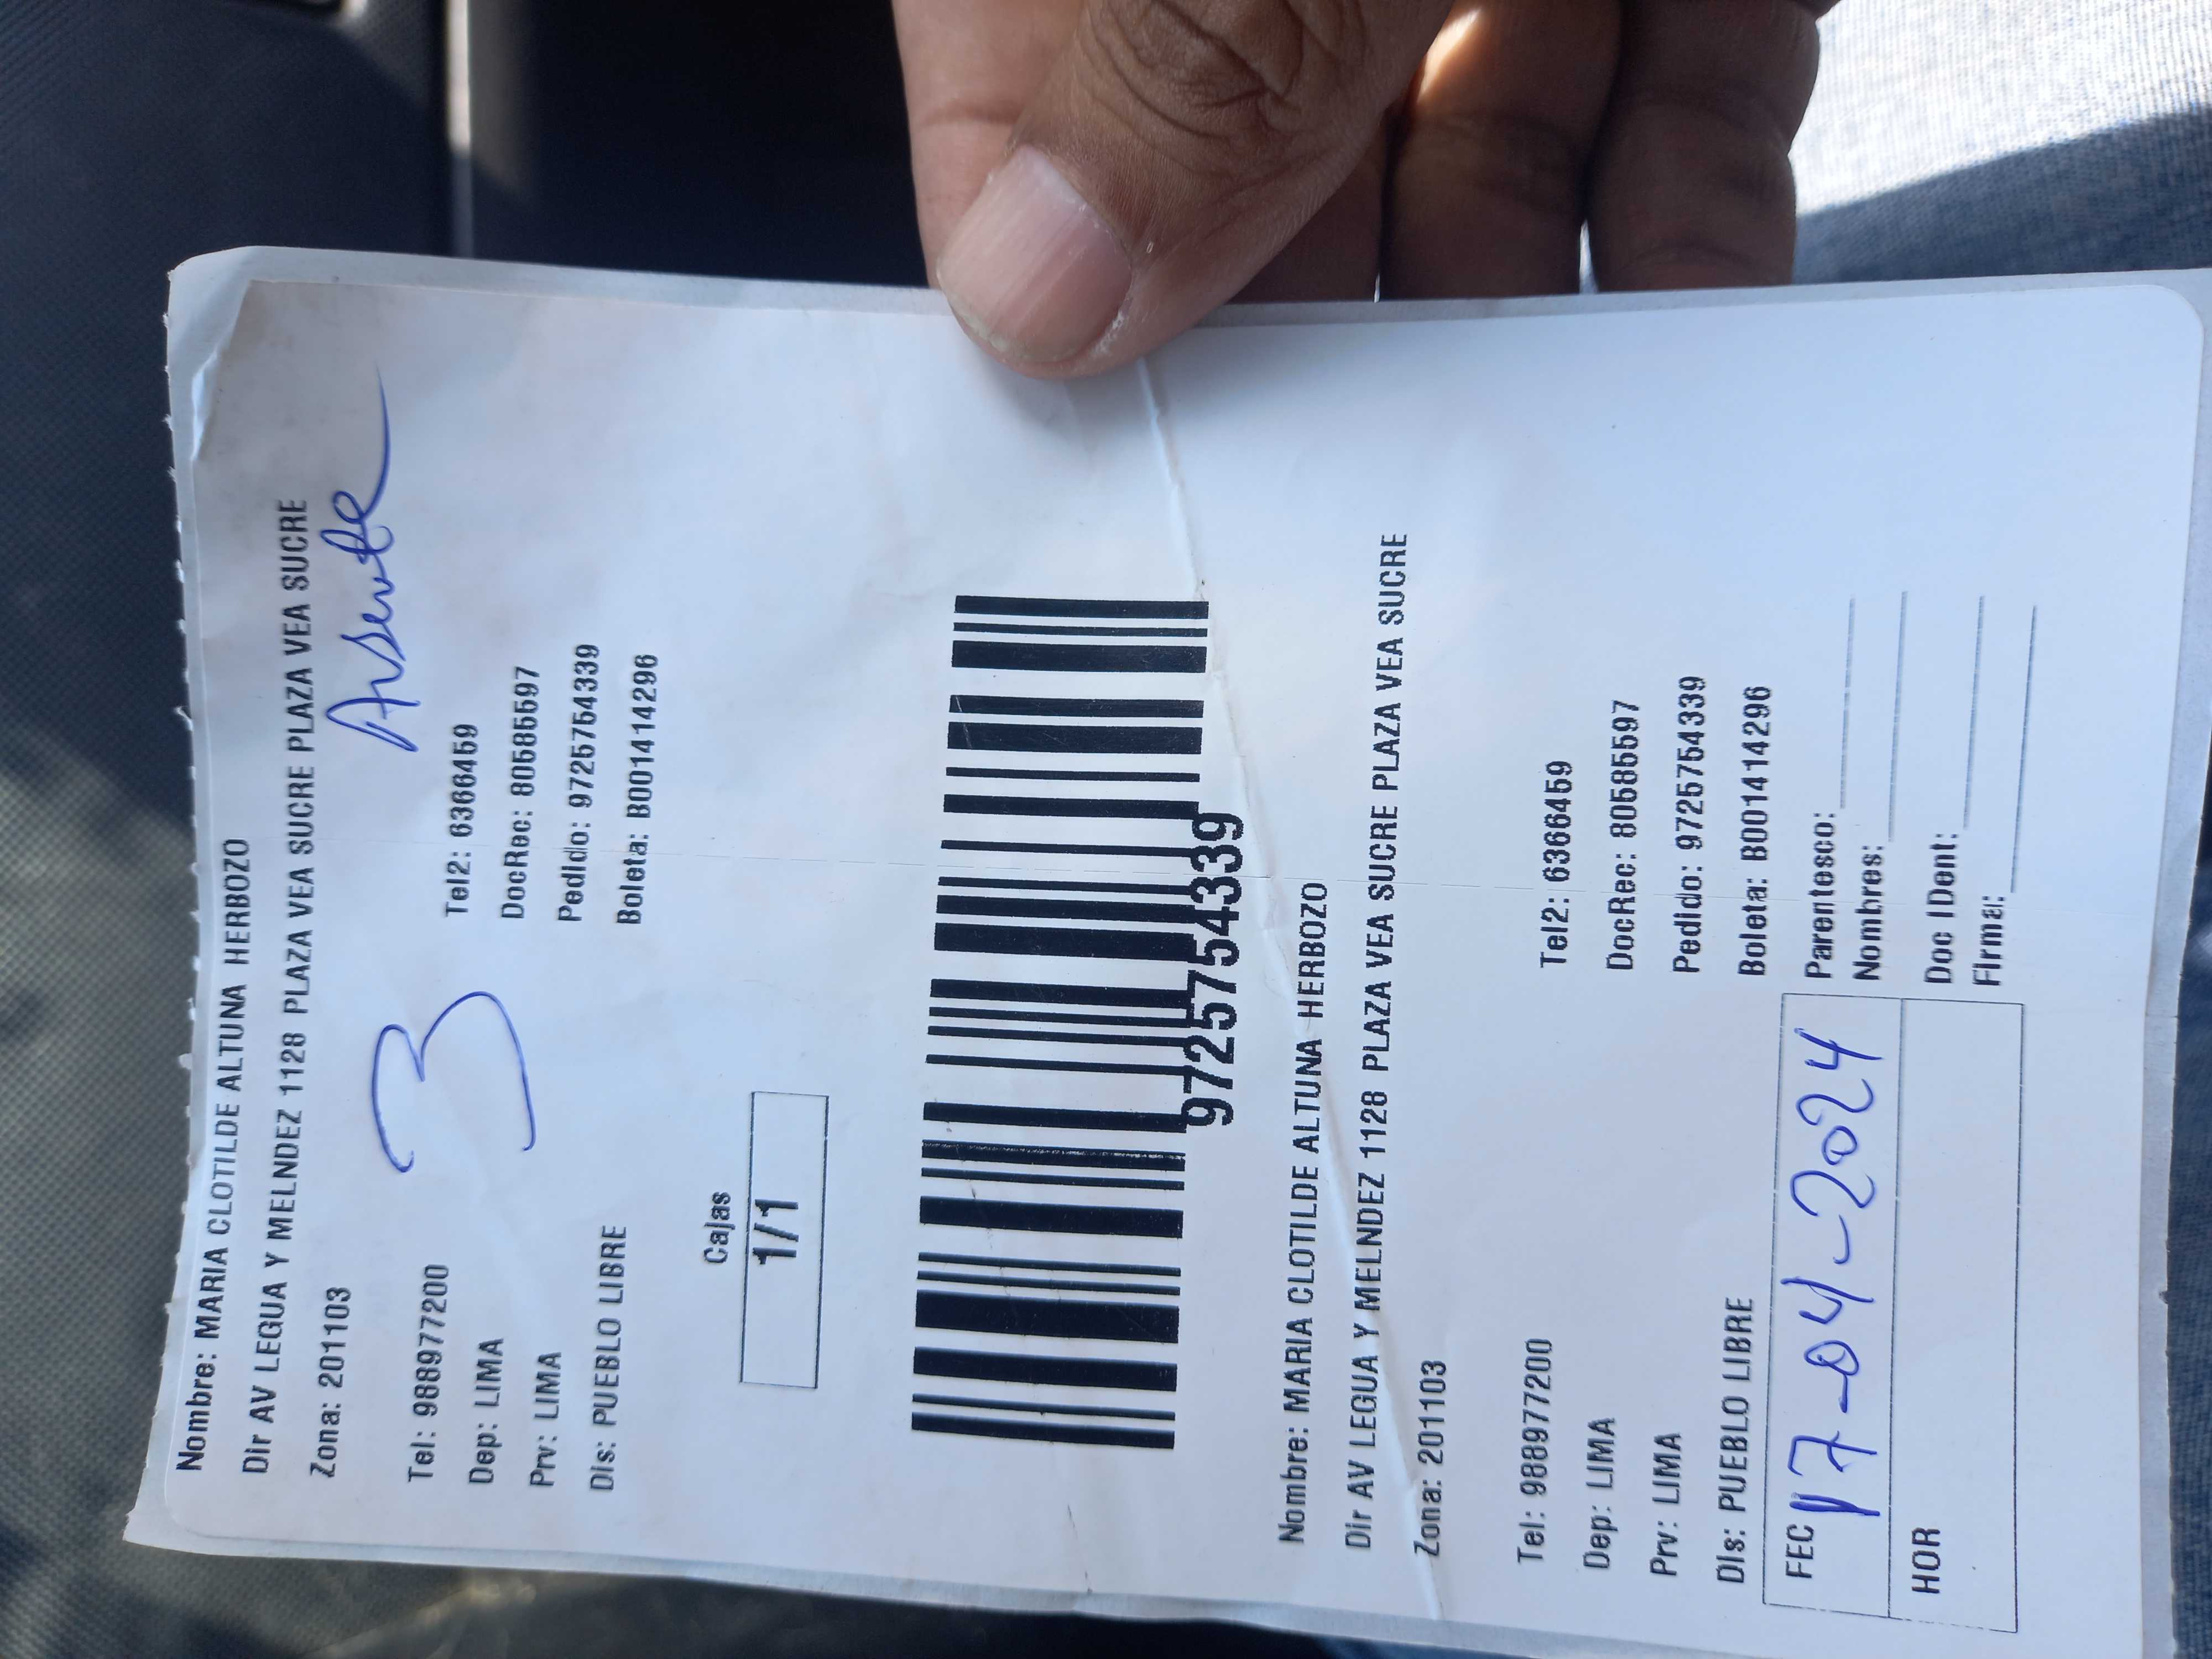 Nombre: MARIA CLOTILDE ALTUNA HERBOZO
Dir AV LEGUA Y MELNDEZ 1128 PLAZA VEA SUCRE PLAZA VEA SUCRE
Zona: 201103
Ausente
3
Tel: 988977200
Tel2: 6366459
Dep: LIMA
DocRec: 80585597
Prv: LIMA
Pedido: 9725754339
Dis: PUEBLO LIBRE
Boleta: B001414296
Cajas
1/1
9725754339
Nombre: MARIA CLOTILDE ALTUNA HERBOZO
Dir AV LEGUA Y MELNDEZ 1128 PLAZA VEA SUCRE PLAZA VEA SUCRE
Zona: 201103
Tel: 988977200
Tel2: 6366459
Dep: LIMA
DocRec: 80585597
Prv: LIMA
Pedido: 9725754339
Dis: PUEBLO LIBRE
Boleta: B001414296
FEC 17-04-2024
Parentesco:
Nombres:
HOR
Doc IDent:
Firma: